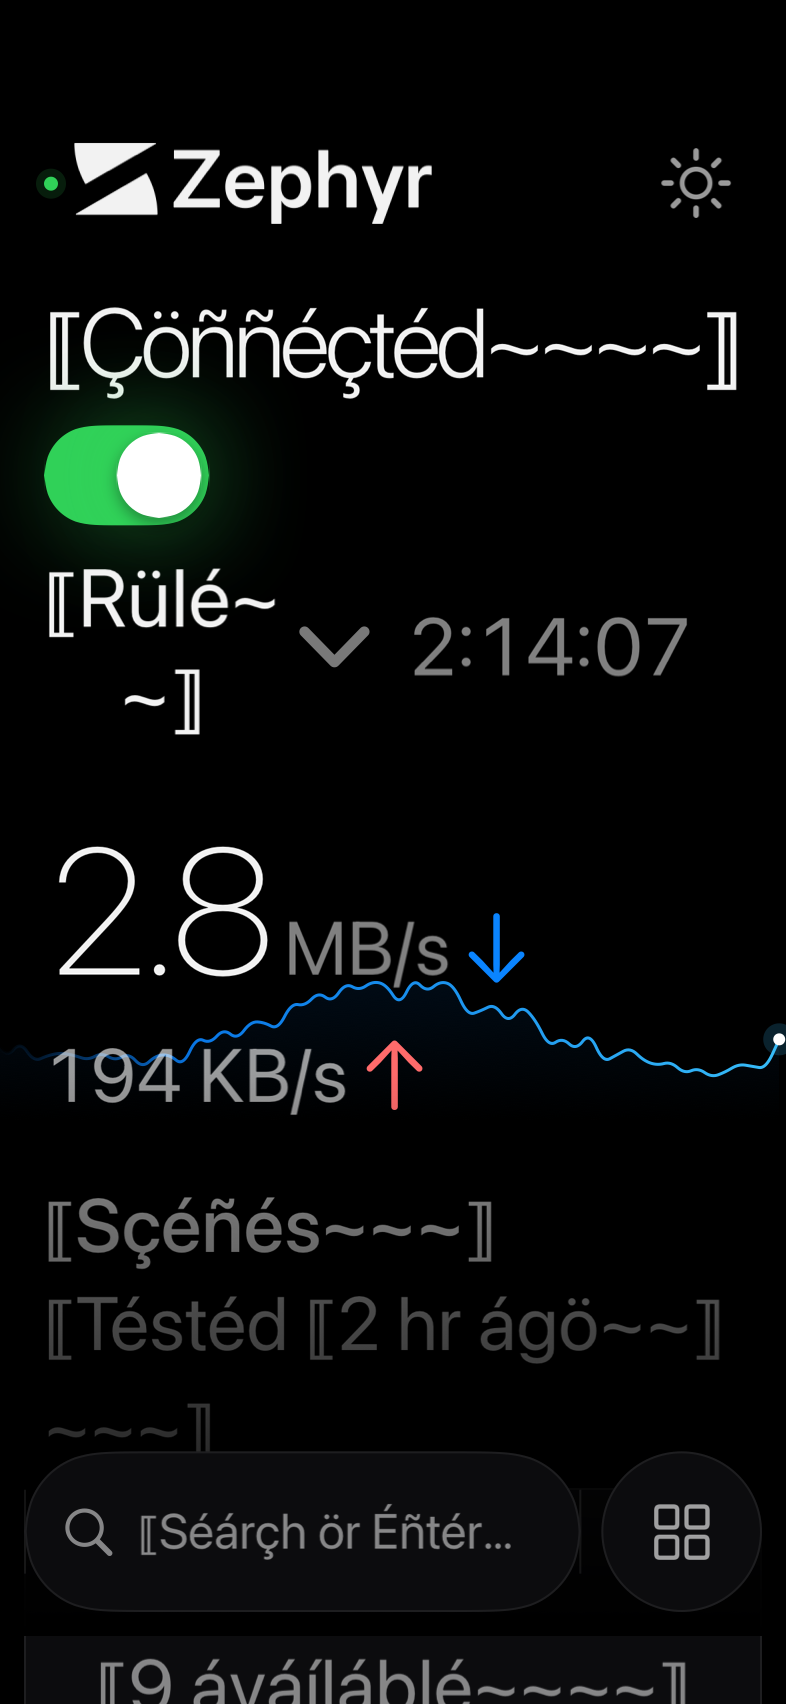 Zephyr
⟦Çöññéçtéd~~~~⟧
⟦Rülé~
~⟧
2:14:07
2.8 MB/s
194 KB/s
⟦Sçéñés~~~⟧
⟦Téstéd ⟦2 hr ágö~~⟧
~~~⟧
⟦Séárçh ör Éñtér...
⟦9 áváíláblé~~~~⟧